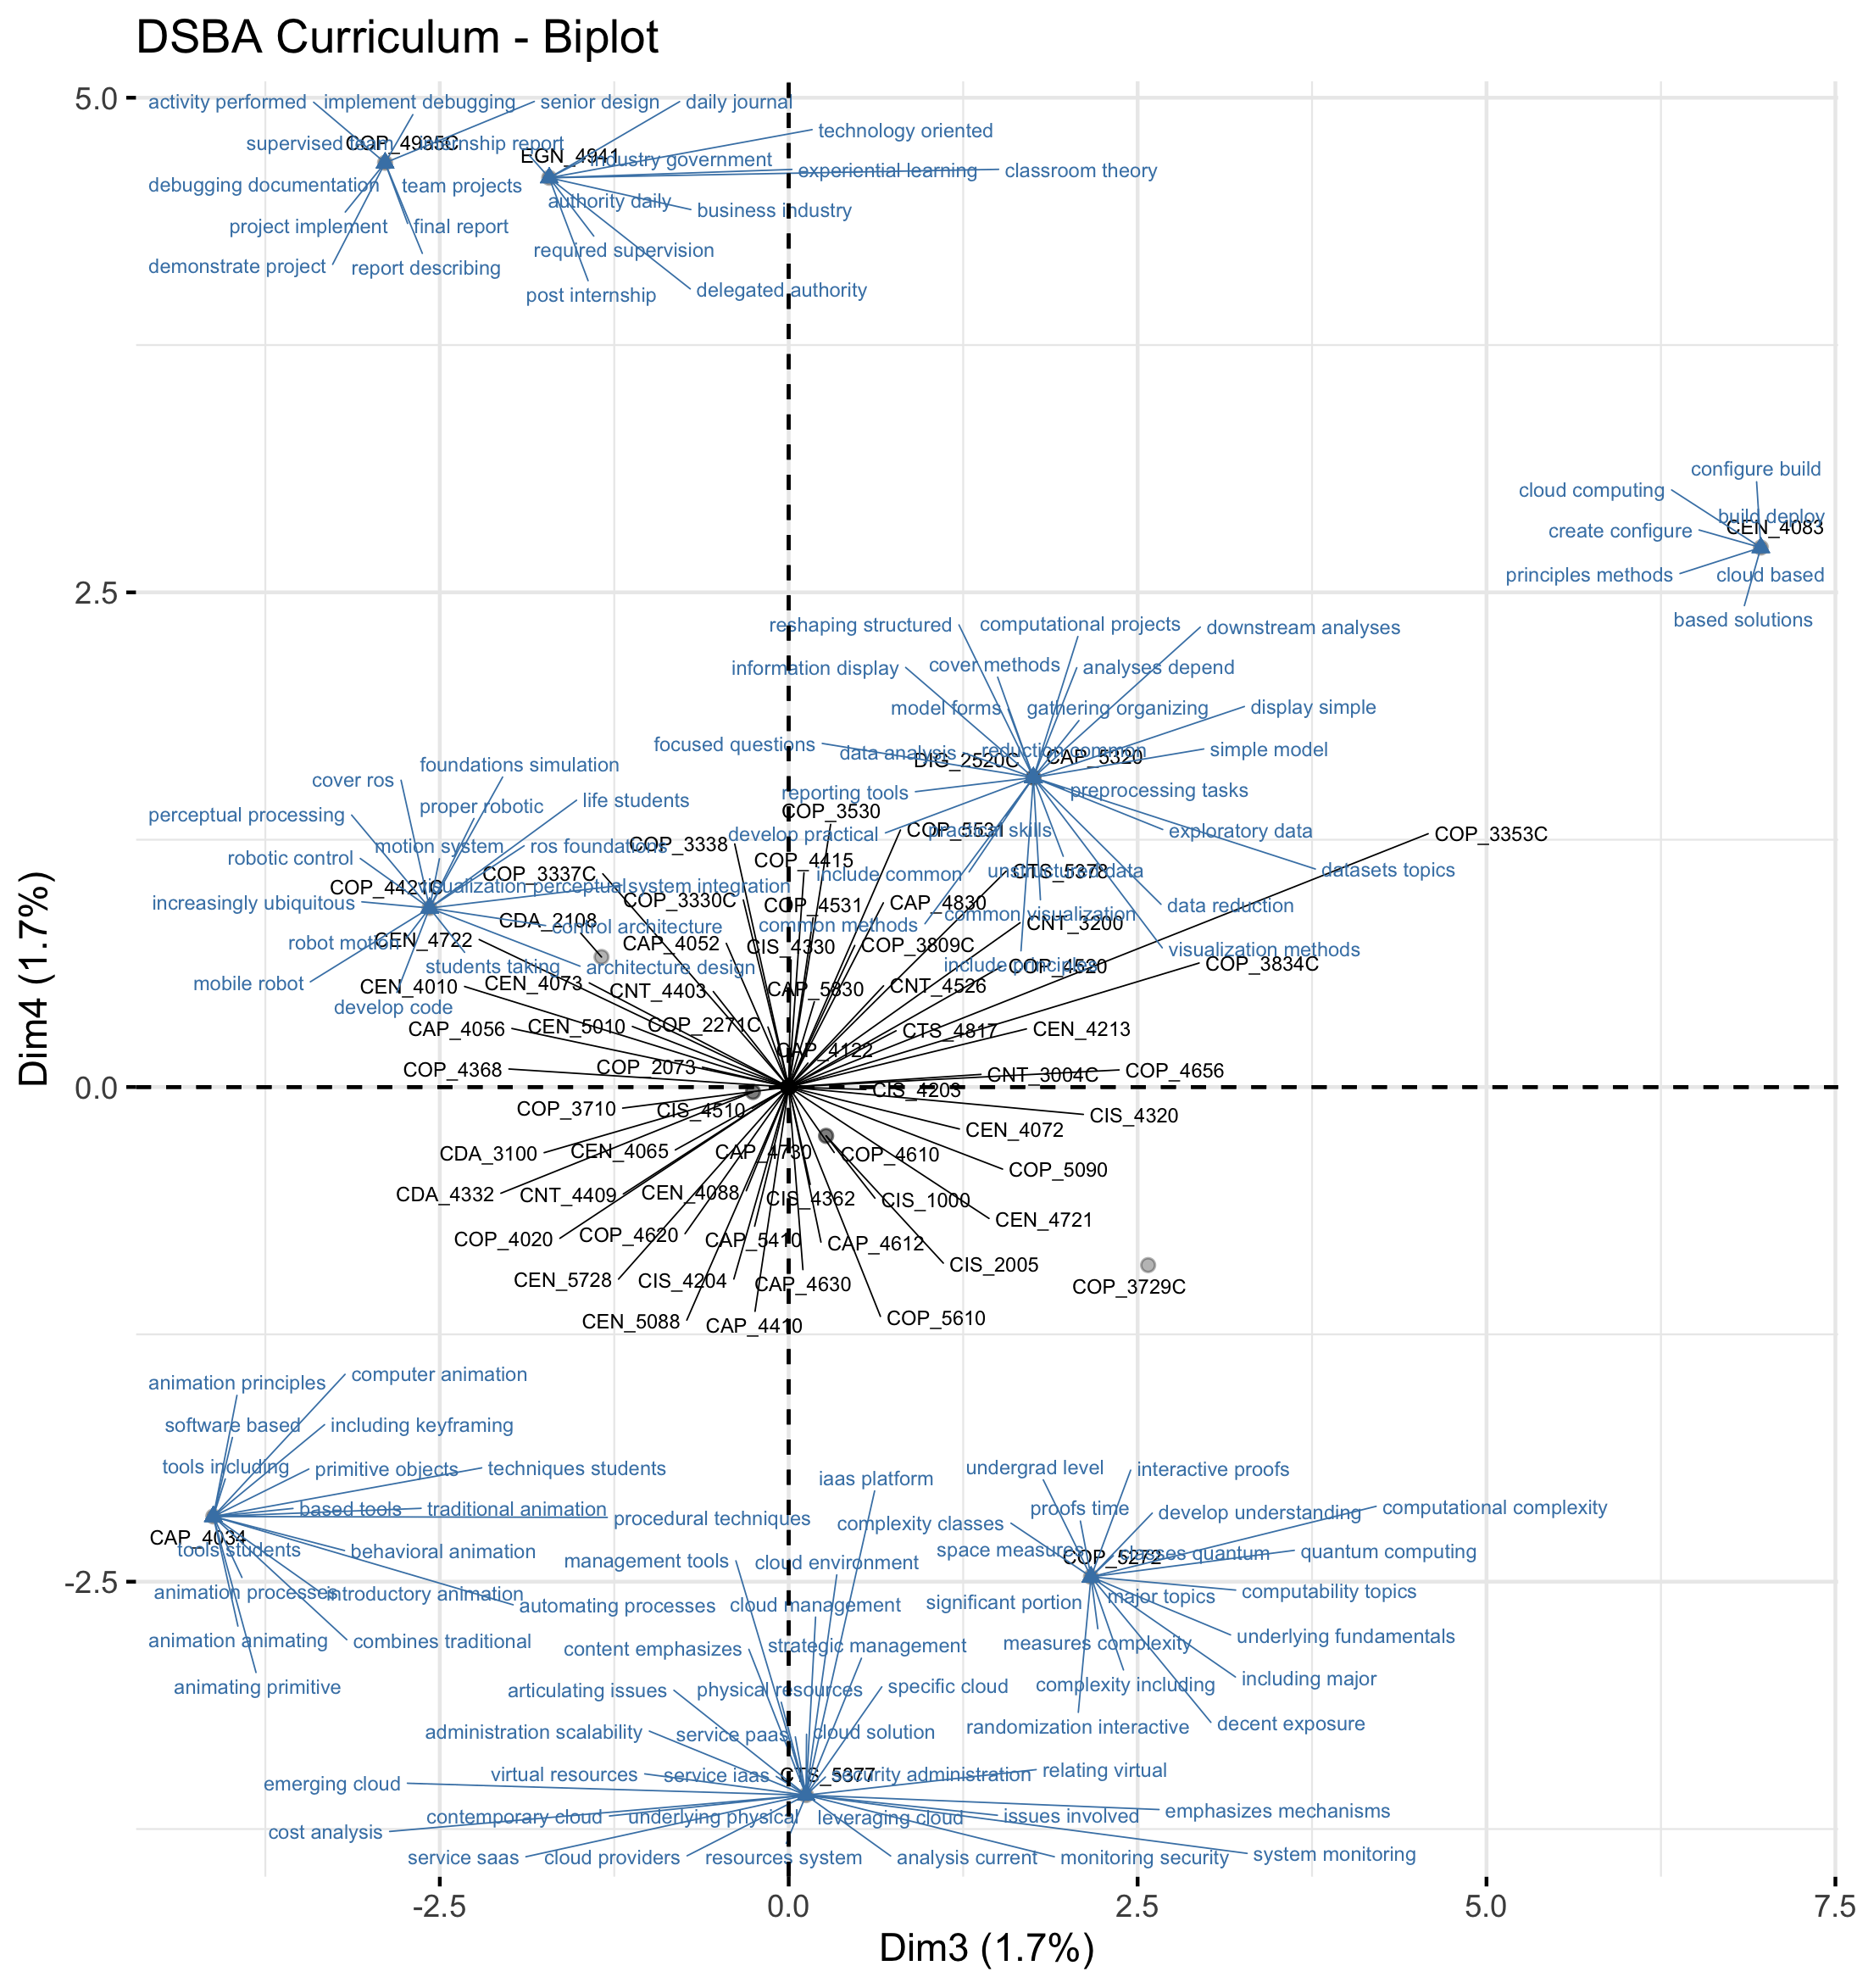 DSBA Curriculum - Biplot
5.0
activity performed
implement debugging
senior design
daily journal
technology oriented
supervised team
COP_4935C
internship report
EGN_4941
industry government
experiential learning
classroom theory
debugging documentation
team projects
authority daily
business industry
project implement
final report
required supervision
demonstrate project
report describing
post internship
delegated authority
configure build
cloud computing
build deploy
CEN_4083
create configure
principles methods
cloud based
based solutions
2.5
reshaping structured
computational projects
downstream analyses
information display
cover methods
analyses depend
model forms
gathering organizing
display simple
focused questions
data analysis
reduction common
simple model
DIG_2520C
CAP_5320
foundations simulation
cover ros
reporting tools
preprocessing tasks
perceptual processing
proper robotic
life students
COP_3530
develop practical
COP_5531
practical skills
exploratory data
COP_3353C
robotic control
motion system
ros foundations
COP_3338
COP_4415
COP_3337C
include common
unstructured data
CTS_5378
datasets topics
COP_4421C
visualization perceptual
system integration
increasingly ubiquitous
COP_3330C
COP_4531
CAP_4830
common visualization
data reduction
CDA_2108
control architecture
common methods
CNT_3200
robot motion
CEN_4722
CAP_4052
CIS_4330
COP_3809C
visualization methods
mobile robot
students taking
architecture design
include principles
COP_4520
COP_3834C
CEN_4010
CEN_4073
CNT_4403
CAP_5830
CNT_4526
develop code
CAP_4056
CEN_5010
COP_2271C
CTS_4817
CEN_4213
CAP_4122
COP_4368
COP_2073
CNT_3004C
COP_4656
0.0
CIS_4203
COP_3710
CIS_4510
CIS_4320
CEN_4072
CDA_3100
CEN_4065
CAP_4730
COP_4610
COP_5090
CDA_4332
CNT_4409
CEN_4088
CIS_4362
CIS_1000
CEN_4721
COP_4020
COP_4620
CAP_5410
CAP_4612
CIS_2005
CEN_5728
CIS_4204
CAP_4630
COP_3729C
CEN_5088
CAP_4410
COP_5610
animation principles
computer animation
software based
including keyframing
tools including
primitive objects
techniques students
iaas platform
undergrad level
interactive proofs
based tools
traditional animation
procedural techniques
proofs time
develop understanding
computational complexity
CAP_4034
complexity classes
tools students
behavioral animation
management tools
cloud environment
space measures
COP_5272
classes quantum
quantum computing
-2.5
animation processes
introductory animation
automating processes
cloud management
significant portion
major topics
computability topics
animation animating
combines traditional
content emphasizes
strategic management
measures complexity
underlying fundamentals
animating primitive
articulating issues
physical resources
specific cloud
complexity including
including major
administration scalability
service paas
cloud solution
randomization interactive
decent exposure
emerging cloud
virtual resources
service iaas
CTS_5377
security administration
relating virtual
contemporary cloud
underlying physical
leveraging cloud
issues involved
emphasizes mechanisms
cost analysis
service saas
cloud providers
resources system
analysis current
monitoring security
system monitoring
-2.5
0.0
2.5
5.0
7.5
Dim3 (1.7%)
Dim4 (1.7%)